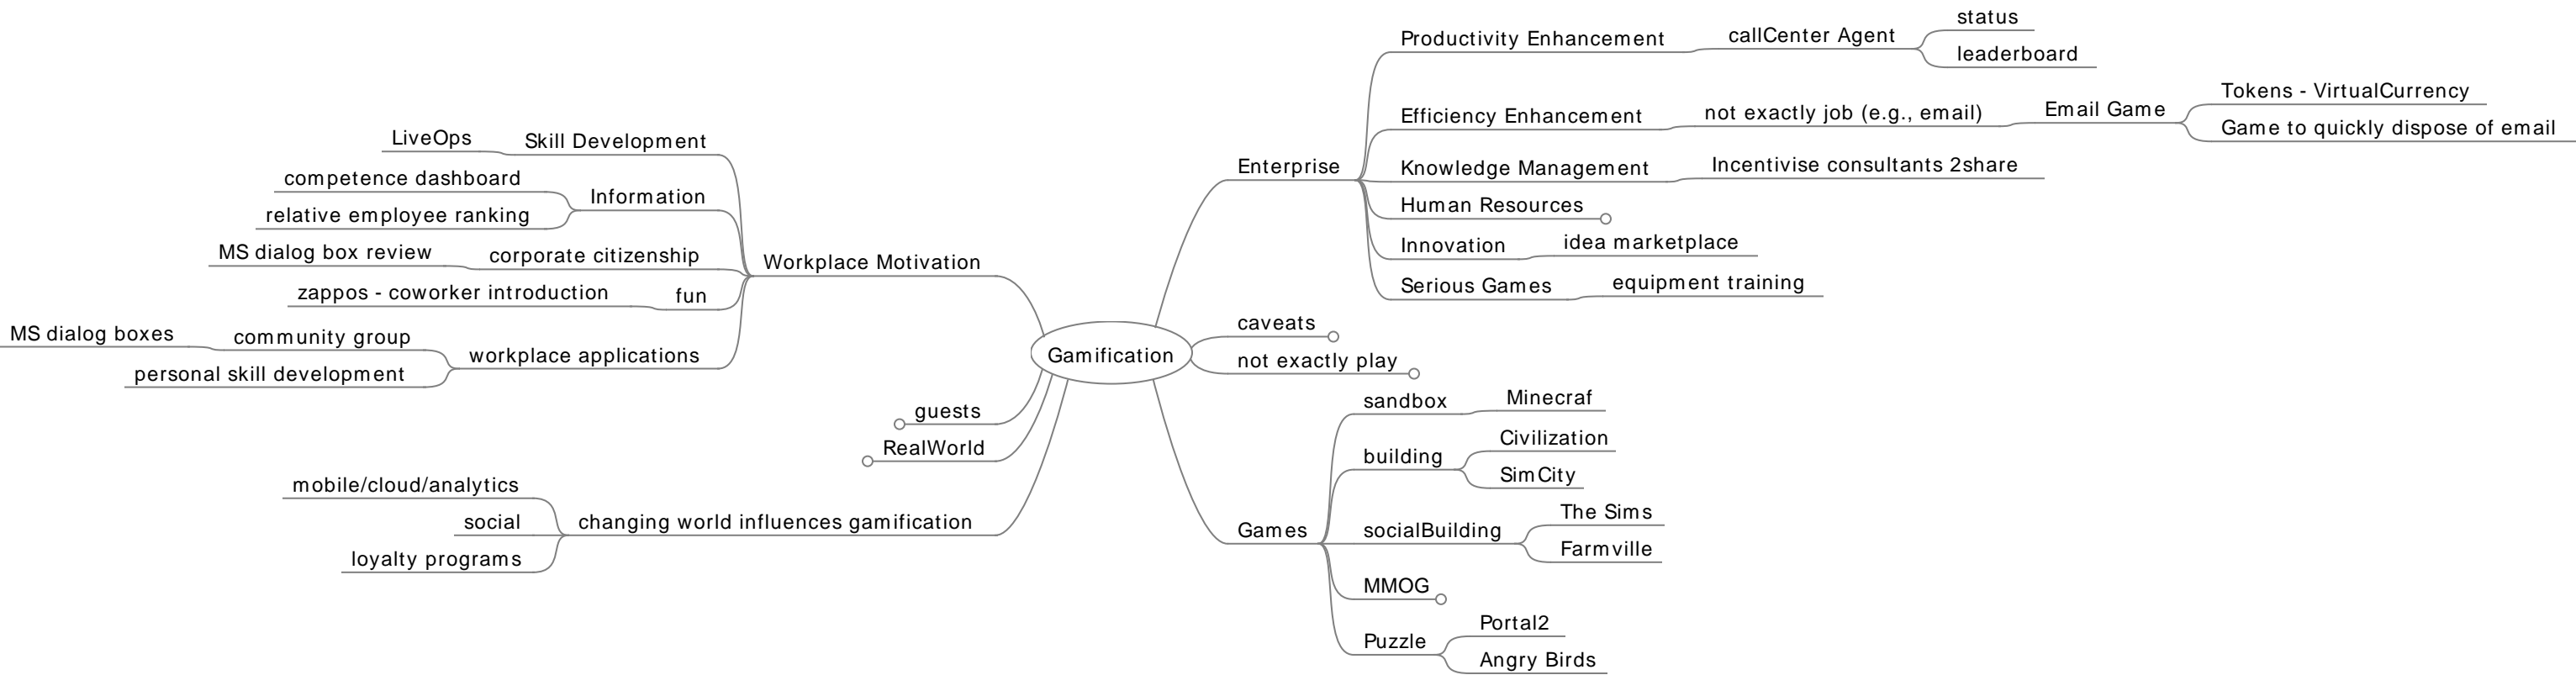 Gamification
Enterprise
Productivity Enhancement
callCenter Agent
status
leaderboard
Efficiency Enhancement
not exactly job (e.g., email)
Email Game
Tokens - VirtualCurrency
Game to quickly dispose of email
Knowledge Management
Incentivise consultants 2share
Human Resources
Innovation
idea marketplace
Serious Games
equipment training
caveats
not exactly play
Games
sandbox
Minecraf
building
Civilization
SimCity
socialBuilding
The Sims
Farmville
MMOG
Puzzle
Portal2
Angry Birds
Workplace Motivation
Skill Development
LiveOps
Information
competence dashboard
relative employee ranking
corporate citizenship
MS dialog box review
fun
zappos - coworker introduction
workplace applications
community group
MS dialog boxes
personal skill development
guests
RealWorld
changing world influences gamification
mobile/cloud/analytics
social
loyalty programs